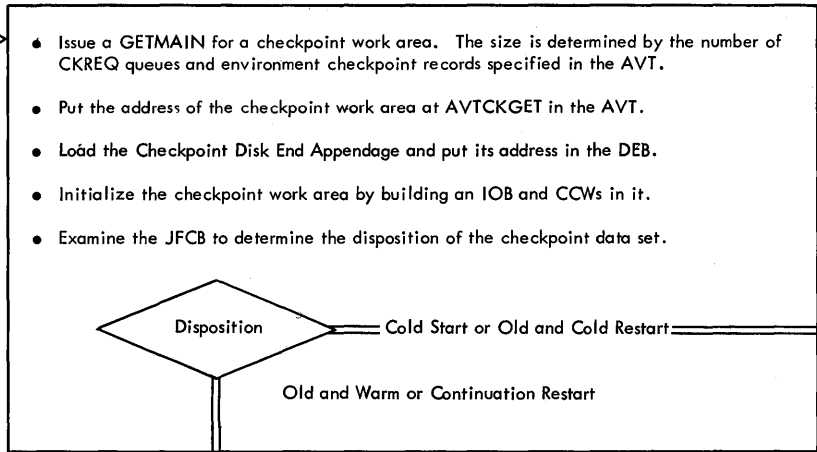 ● Issue a GETMAIN for a checkpoint work area. The size is determined by the number of
CKREQ queues and environment checkpoint records specified in the AVT.
● Put the address of the checkpoint work area at AVTCKGET in the AVT.
● Load the Checkpoint Disk End Appendage and put its address in the DEB.
● Initialize the checkpoint work area by building an IOB and CCWs in it.
● Examine the JFCB to determine the disposition of the checkpoint data set.
Disposition
Cold Start or Old and Cold Restart
Old and Warm or Continuation Restart